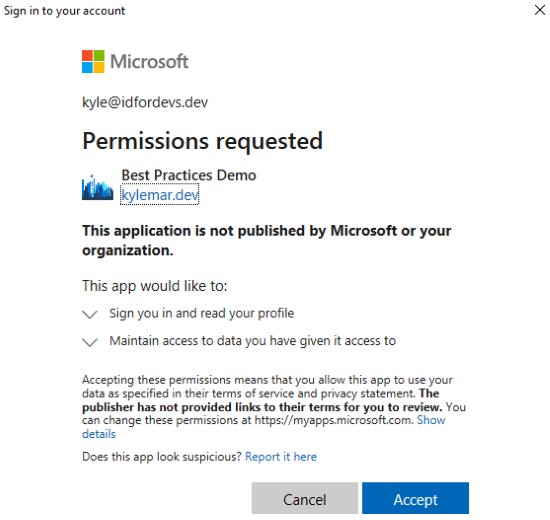 Sign in to your account
Microsoft
kyle@idfordevs.dev
Permissions requested
Best Practices Demo
kylemar.dev
This application is not published by Microsoft or your
organization.
This app would like to:
Sign you in and read your profile
Maintain access to data you have given it access to
Accepting these permissions means that you allow this app to use your
data as specified in their terms of service and privacy statement. The
publisher has not provided links to their terms for you to review. You
can change these permissions at https://myapps.microsoft.com. Show
details
Does this app look suspicious? Report it here
Cancel
Accept